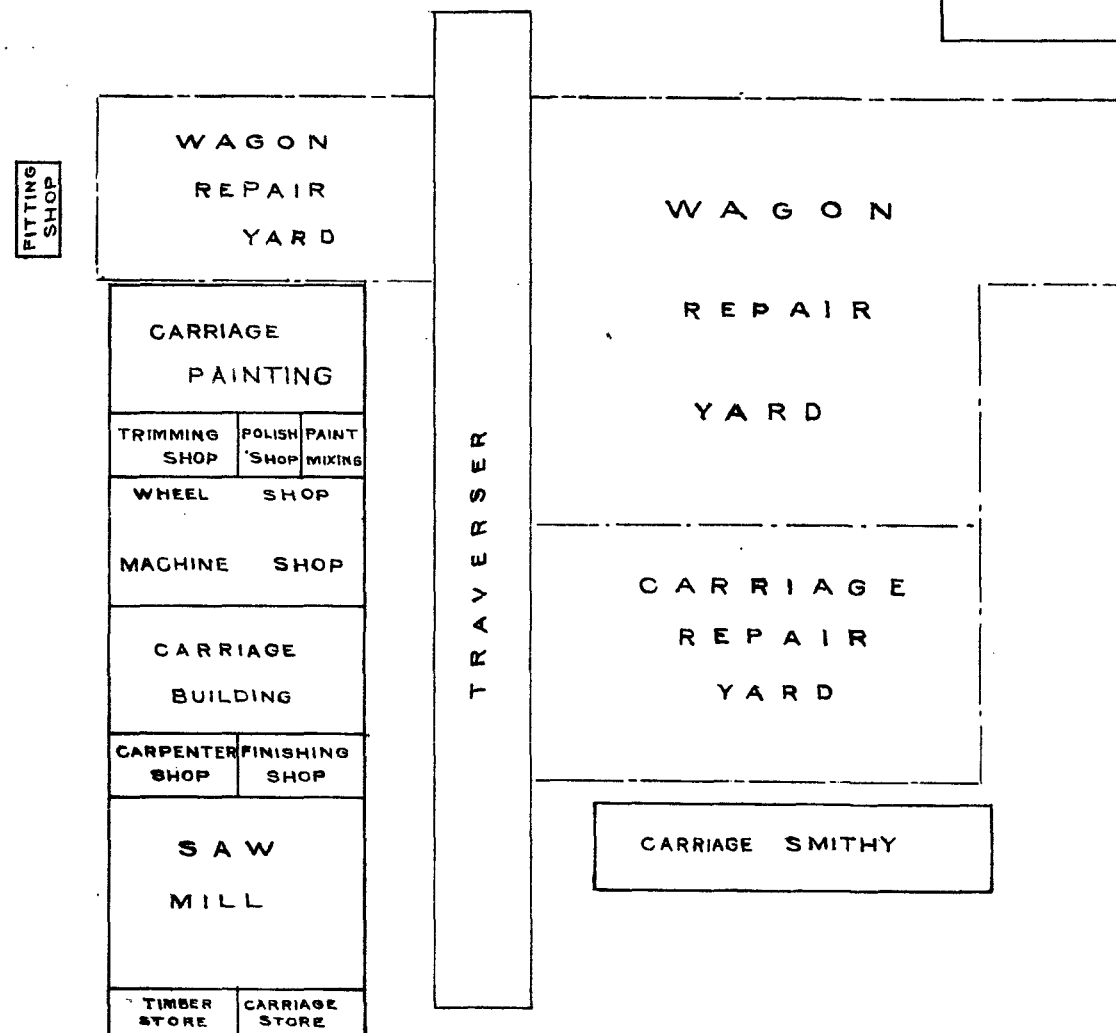 WAGON
REPAIR
YARD
FITTING
SHOP
CARRIAGE
PAINTING
TRIMMING
SHOP
POLISH
SHOP
PAINT
MIXING
WHEEL SHOP
MACHINE SHOP
CARRIAGE
BUILDING
CARPENTER
SHOP
FINISHING
SHOP
SAW
MILL
TIMBER
STORE
CARRIAGE
STORE
TRAVERSER
WAGON
REPAIR
YARD
CARRIAGE
REPAIR
YARD
CARRIAGE SMITHY